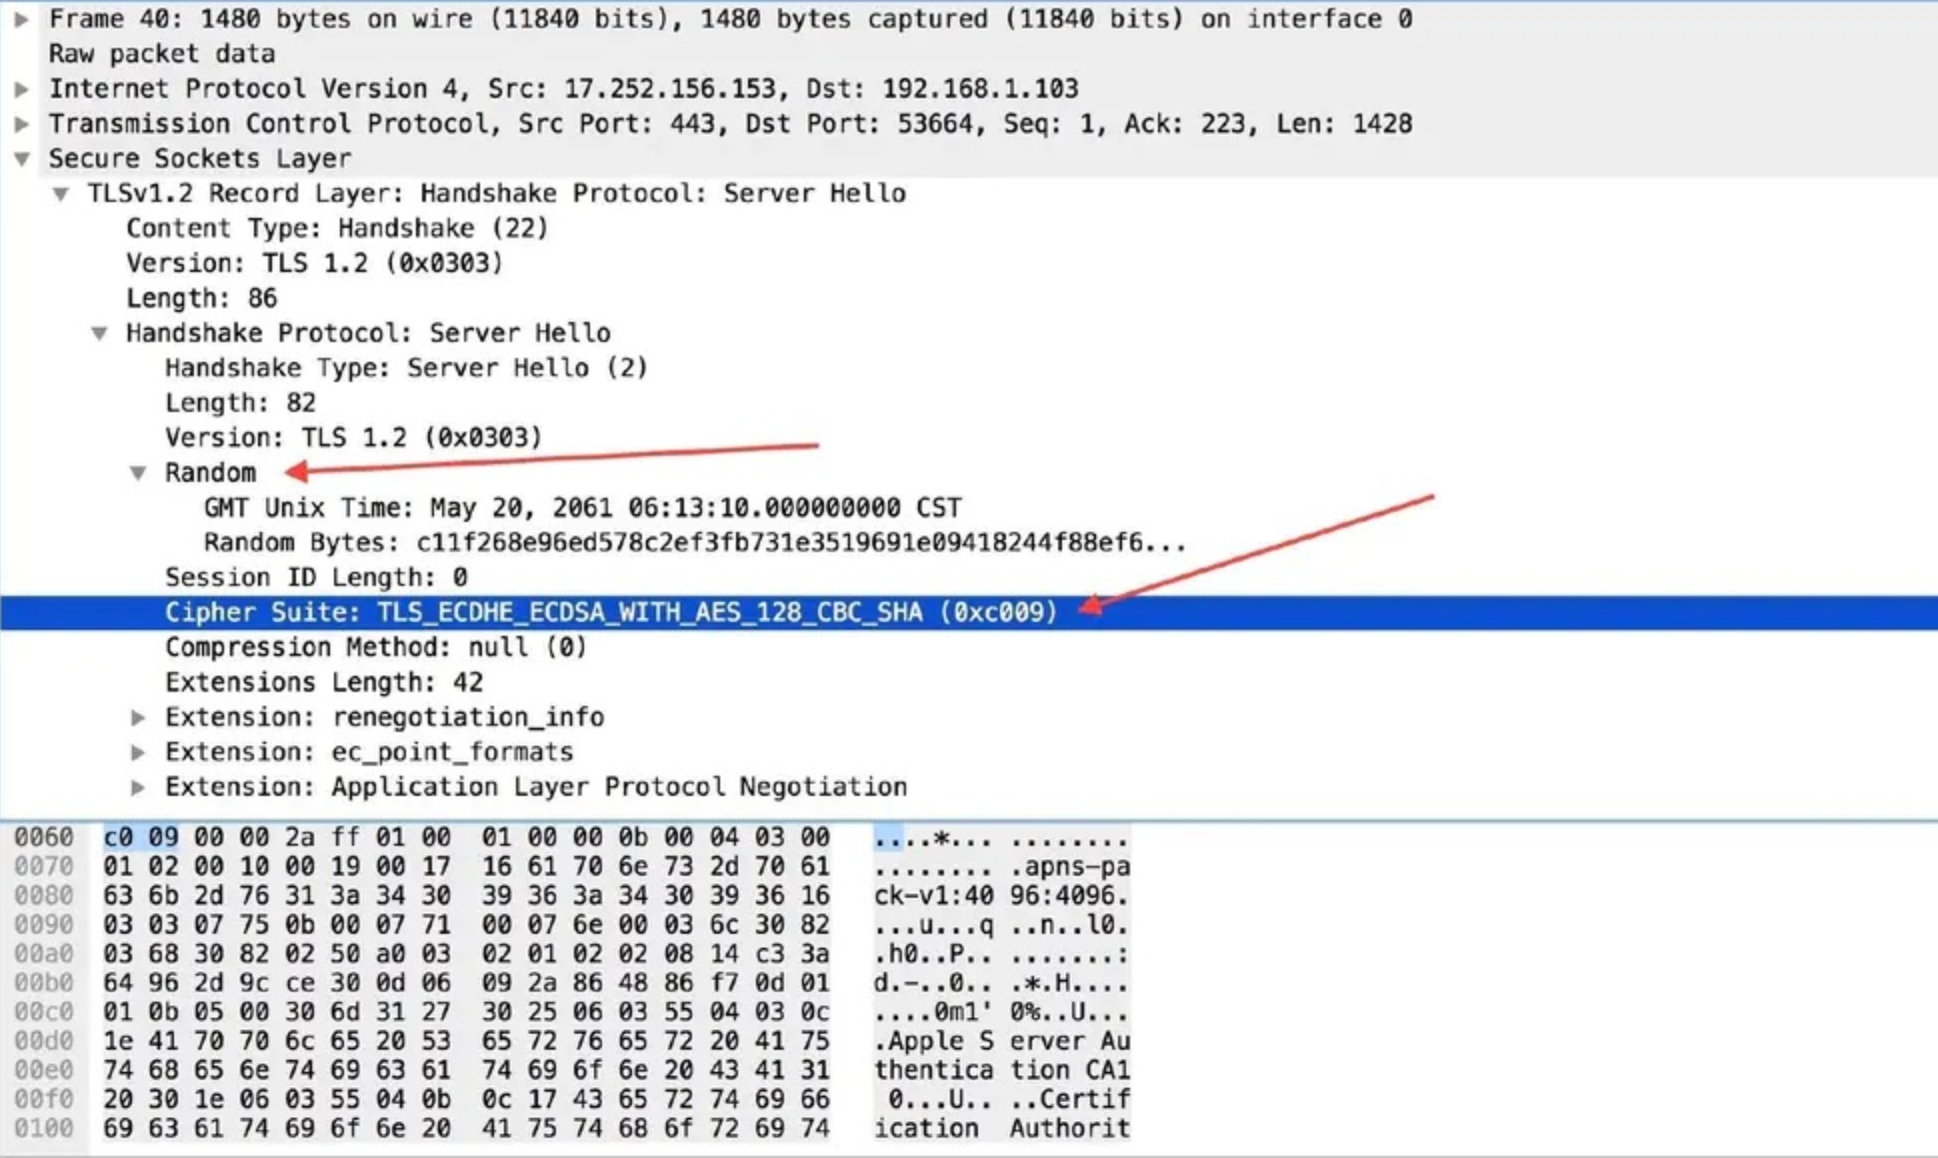 Frame 40: 1480 bytes on wire (11840 bits), 1480 bytes captured (11840 bits) on interface 0
Raw packet data
Internet Protocol Version 4, Src: 17.252.156.153, Dst: 192.168.1.103
Transmission Control Protocol, Src Port: 443, Dst Port: 53664, Seq: 1, Ack: 223, Len: 1428
Secure Sockets Layer
TLSv1.2 Record Layer: Handshake Protocol: Server Hello
Content Type: Handshake (22)
Version: TLS 1.2 (0x0303)
Length: 86
Handshake Protocol: Server Hello
Handshake Type: Server Hello (2)
Length: 82
Version: TLS 1.2 (0x0303)
Random
GMT Unix Time: May 20, 2061 06:13:10.000000000 CST
Random Bytes: c11f268e96ed578c2ef3fb731e3519691e09418244f88ef6...
Session ID Length: 0
Cipher Suite: TLS_ECDHE_ECDSA_WITH_AES_128_CBC_SHA (0xc009)
Compression Method: null (0)
Extensions Length: 42
Extension: renegotiation_info
Extension: ec_point_formats
Extension: Application Layer Protocol Negotiation
0060 c0 09 00 00 2a ff 01 00 01 00 00 0b 00 04 03 00 ....*... ........
0070 01 02 00 10 00 19 00 17 16 61 70 6e 73 2d 70 61 ........ .apns-pa
0080 63 6b 2d 76 31 3a 34 30 39 36 3a 34 30 39 36 16 ck-v1:40 96:4096.
0090 03 03 07 75 0b 00 07 71 00 07 6e 00 03 6c 30 82 ...u...q ..n..l0.
00a0 03 68 30 82 02 50 a0 03 02 01 02 02 08 14 c3 3a .h0..P.. .......:
00b0 64 96 2d 9c ce 30 0d 06 09 2a 86 48 86 f7 0d 01 d.-..0.. .*.H....
00c0 01 0b 05 00 30 6d 31 27 30 25 06 03 55 04 03 0c ....0m1' 0%..U...
00d0 1e 41 70 70 6c 65 20 53 65 72 76 65 72 20 41 75 .Apple S erver Au
00e0 74 68 65 6e 74 69 63 61 74 69 6f 6e 20 43 41 31 thentica tion CA1
00f0 20 30 1e 06 03 55 04 0b 0c 17 43 65 72 74 69 66 0...U.. ..Certif
0100 69 63 61 74 69 6f 6e 20 41 75 74 68 6f 72 69 74 ication Authorit